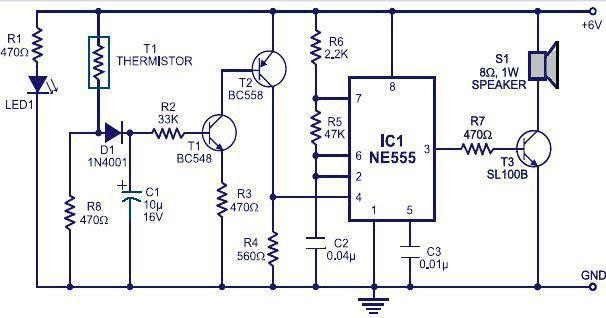 +6V
R1
470Ω
LED1
T1
THERMISTOR
T2
BC558
R6
2.2K
S1
8Ω, 1W
SPEAKER
8
7
R2
33K
D1
1N4001
T1
BC548
R5
47K
IC1
NE555
3
R7
470Ω
T3
SL100B
6
2
4
+
C1
10µ
16V
R8
470Ω
R3
470Ω
R4
560Ω
1
5
C2
0.04µ
C3
0.01µ
GND